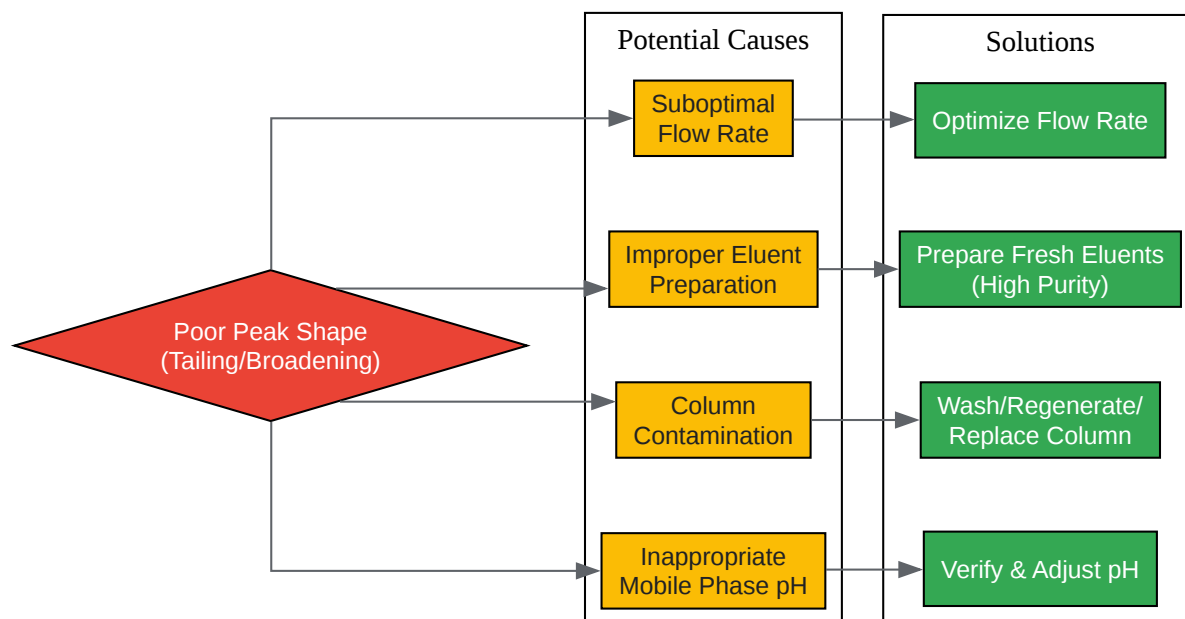 Potential Causes
Solutions
Suboptimal
Flow Rate
Optimize Flow Rate
Improper Eluent
Preparation
Prepare Fresh Eluents
(High Purity)
Poor Peak Shape
(Tailing/Broadening)
Column
Contamination
Wash/Regenerate/
Replace Column
Inappropriate
Mobile Phase pH
Verify & Adjust pH